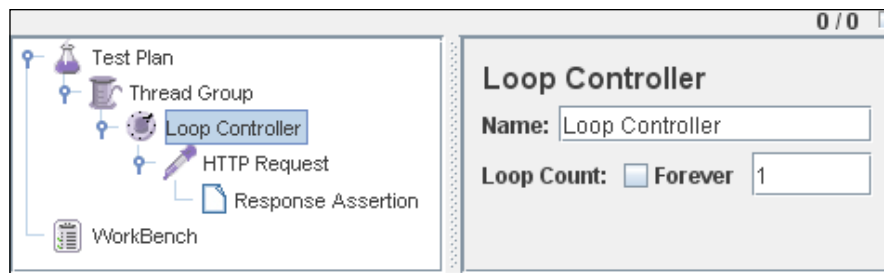 0 / 0
Test Plan
Thread Group
Loop Controller
HTTP Request
Response Assertion
WorkBench
Loop Controller
Name: Loop Controller
Loop Count: Forever 1